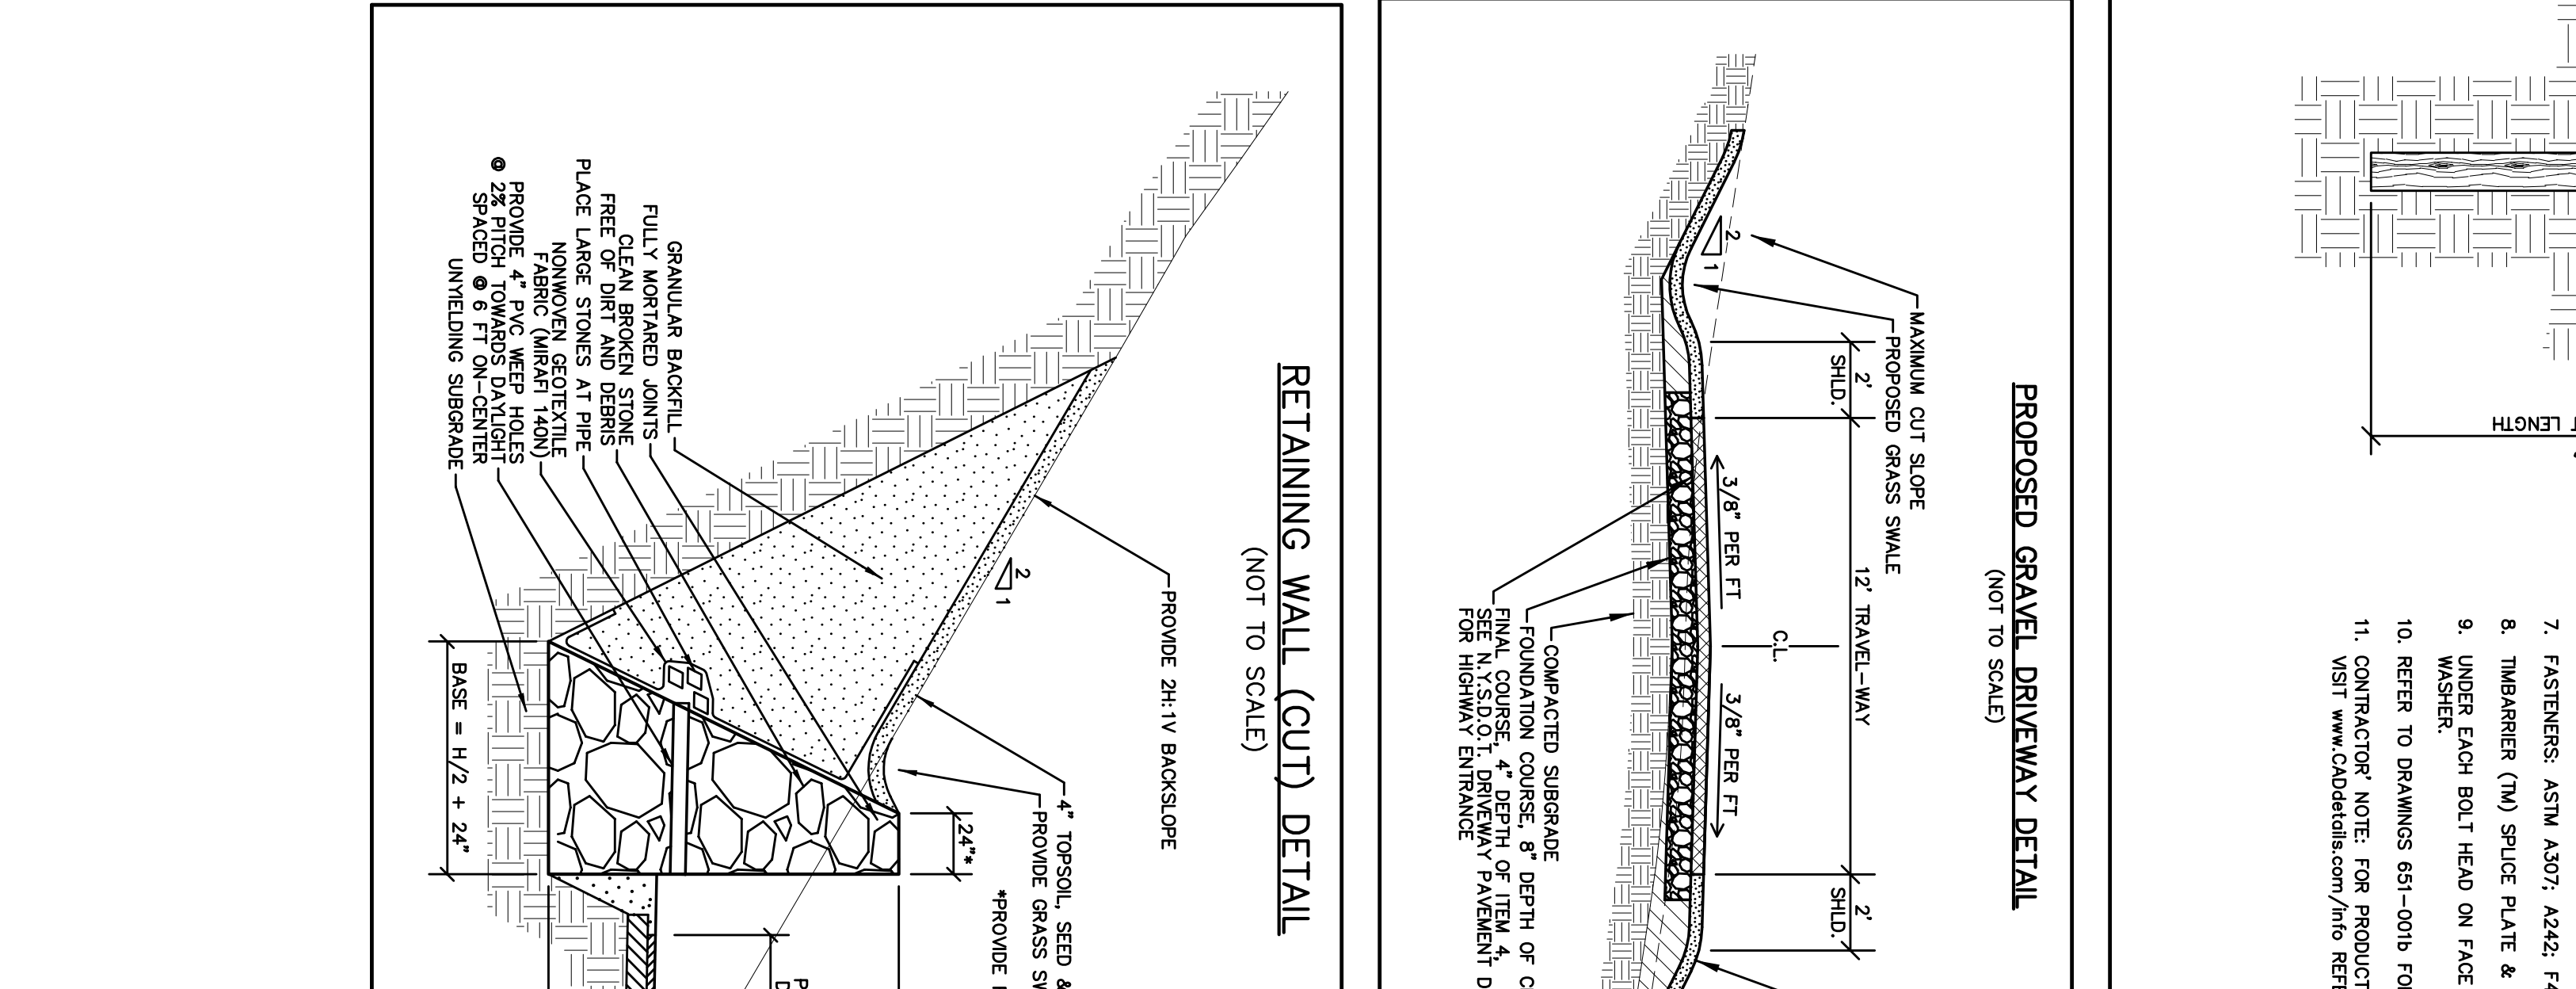 7. FASTENERS: ASTM A307; A242;
8. TIMBARRIER (TM) SPLICE PLATE &
9. UNDER EACH BOLT HEAD ON FACE
WASHER.
10. REFER TO DRAWINGS 651-001b
11. CONTRACTOR' NOTE: FOR PRODUCT
VISIT www.CADdetails.com/info
LENGTH
PROPOSED GRAVEL DRIVEWAY DETAIL
(NOT TO SCALE)
MAXIMUM CUT SLOPE
PROPOSED GRASS SWALE
2' SHLD.
12' TRAVEL-WAY
2' SHLD.
C.L.
2
1
3/8" PER FT
3/8" PER FT
COMPACTED SUBGRADE
FOUNDATION COURSE, 8" DEPTH OF
FINAL COURSE, 4" DEPTH OF ITEM 4,
SEE N.Y.S.D.O.T. DRIVEWAY PAVEMENT
FOR HIGHWAY ENTRANCE
RETAINING WALL (CUT) DETAIL
(NOT TO SCALE)
PROVIDE 2H:1V BACKSLOPE
4" TOPSOIL, SEED &
PROVIDE GRASS
*PROVIDE
2
1
24"*
GRANULAR BACKFILL
FULLY MORTARED JOINTS
CLEAN BROKEN STONE
FREE OF DIRT AND DEBRIS
PLACE LARGE STONES AT PIPE
NONWOVEN GEOTEXTILE
FABRIC (MIRAFI 140N)
PROVIDE 4" PVC WEEP HOLES
@ 2% PITCH TOWARDS DAYLIGHT
SPACED @ 6 FT ON-CENTER
UNYIELDING SUBGRADE
BASE = H/2 + 24"